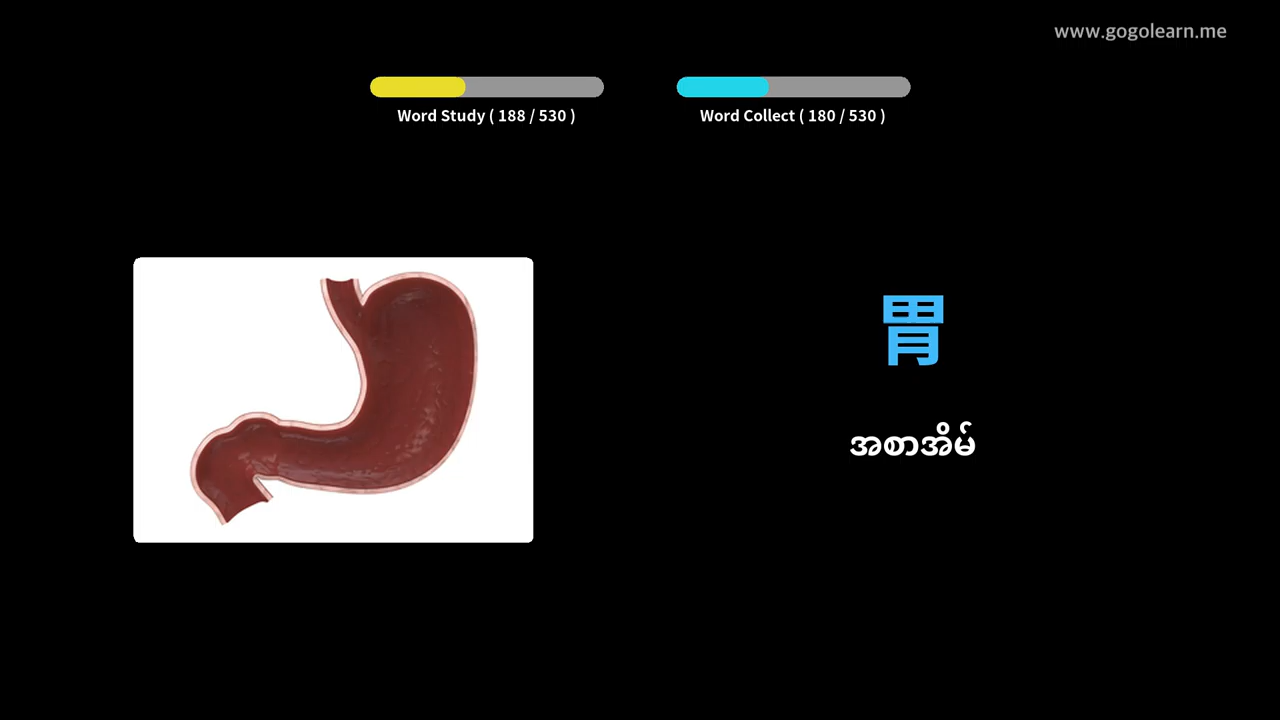 www.gogolearn.me
Word Study ( 188 / 530 )
Word Collect ( 180 / 530 )
胃
အစာအိမ်